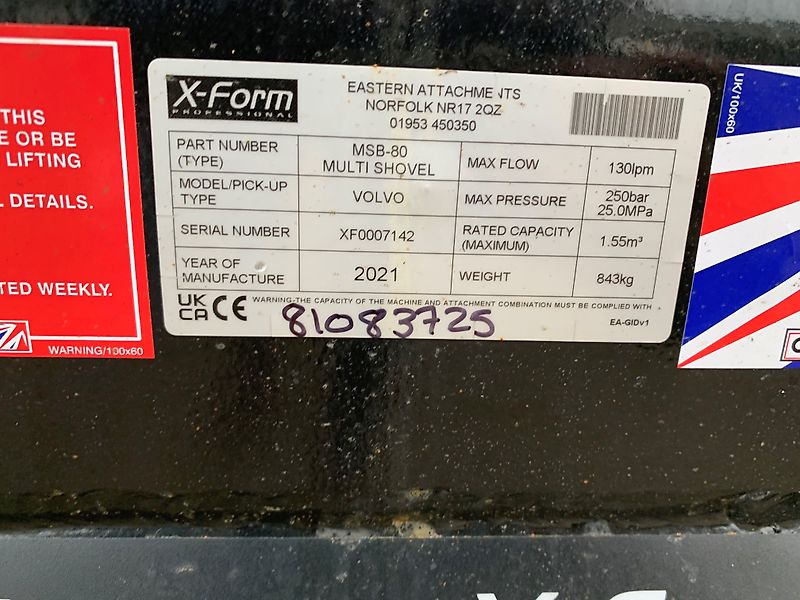 THIS
E OR BE
LIFTING
DETAILS.
TED WEEKLY.
WARNING/100x60
X-FORM
PROFESSIONAL
EASTERN ATTACHMENTS
NORFOLK NR17 2QZ
01953 450350
PART NUMBER (TYPE) MSB-80 MULTI SHOVEL MAX FLOW 130lpm
MODEL/PICK-UP TYPE VOLVO MAX PRESSURE 250bar 25.0MPa
SERIAL NUMBER XF0007142 RATED CAPACITY (MAXIMUM) 1.55m³
YEAR OF MANUFACTURE 2021 WEIGHT 843kg
UK CA CE WARNING-THE CAPACITY OF THE MACHINE AND ATTACHMENT COMBINATION MUST BE COMPLIED WITH
81083725
EA-GIDv1
UK/100x60